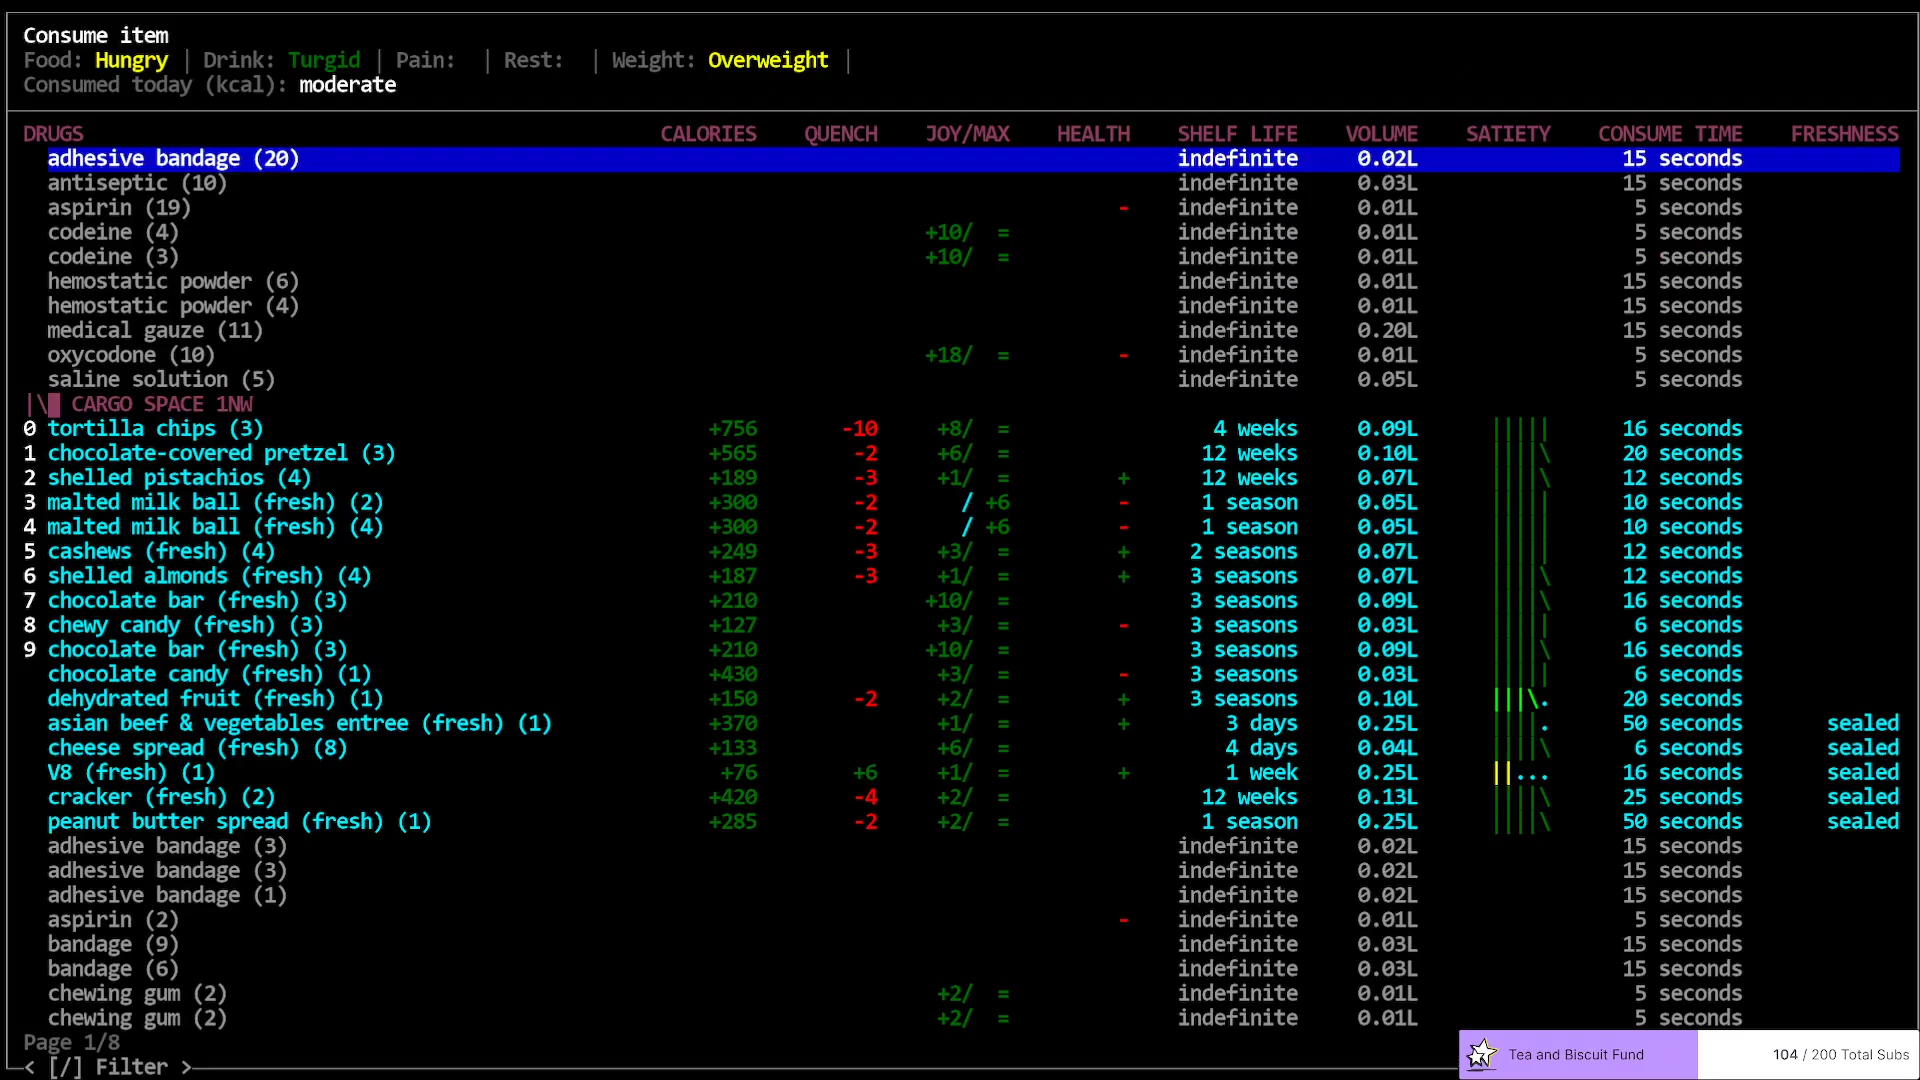 Consume item
Food: Hungry | Drink: Turgid | Pain: | Rest: | Weight: Overweight |
Consumed today (kcal): moderate
DRUGS CALORIES QUENCH JOY/MAX HEALTH SHELF LIFE VOLUME SATIETY CONSUME TIME FRESHNESS
adhesive bandage (20) indefinite 0.02L 15 seconds
antiseptic (10) indefinite 0.03L 15 seconds
aspirin (19) - indefinite 0.01L 5 seconds
codeine (4) +10/ = indefinite 0.01L 5 seconds
codeine (3) +10/ = indefinite 0.01L 5 seconds
hemostatic powder (6) indefinite 0.01L 15 seconds
hemostatic powder (4) indefinite 0.01L 15 seconds
medical gauze (11) indefinite 0.20L 15 seconds
oxycodone (10) +18/ = - indefinite 0.01L 5 seconds
saline solution (5) indefinite 0.05L 5 seconds
|\█ CARGO SPACE 1NW
0 tortilla chips (3) +756 -10 +8/ = 4 weeks 0.09L ||||| 16 seconds
1 chocolate-covered pretzel (3) +565 -2 +6/ = 12 weeks 0.10L ||||\ 20 seconds
2 shelled pistachios (4) +189 -3 +1/ = + 12 weeks 0.07L ||||\ 12 seconds
3 malted milk ball (fresh) (2) +300 -2 / +6 - 1 season 0.05L ||||| 10 seconds
4 malted milk ball (fresh) (4) +300 -2 / +6 - 1 season 0.05L ||||| 10 seconds
5 cashews (fresh) (4) +249 -3 +3/ = + 2 seasons 0.07L ||||| 12 seconds
6 shelled almonds (fresh) (4) +187 -3 +1/ = + 3 seasons 0.07L ||||\ 12 seconds
7 chocolate bar (fresh) (3) +210 +10/ = 3 seasons 0.09L ||||\ 16 seconds
8 chewy candy (fresh) (3) +127 +3/ = - 3 seasons 0.03L ||||| 6 seconds
9 chocolate bar (fresh) (3) +210 +10/ = 3 seasons 0.09L ||||\ 16 seconds
chocolate candy (fresh) (1) +430 +3/ = - 3 seasons 0.03L ||||| 6 seconds
dehydrated fruit (fresh) (1) +150 -2 +2/ = + 3 seasons 0.10L |||\. 20 seconds
asian beef & vegetables entree (fresh) (1) +370 +1/ = + 3 days 0.25L ||||. 50 seconds sealed
cheese spread (fresh) (8) +133 +6/ = 4 days 0.04L ||||\ 6 seconds sealed
V8 (fresh) (1) +76 +6 +1/ = + 1 week 0.25L ||... 16 seconds sealed
cracker (fresh) (2) +420 -4 +2/ = 12 weeks 0.13L ||||\ 25 seconds sealed
peanut butter spread (fresh) (1) +285 -2 +2/ = 1 season 0.25L ||||\ 50 seconds sealed
adhesive bandage (3) indefinite 0.02L 15 seconds
adhesive bandage (3) indefinite 0.02L 15 seconds
adhesive bandage (1) indefinite 0.02L 15 seconds
aspirin (2) - indefinite 0.01L 5 seconds
bandage (9) indefinite 0.03L 15 seconds
bandage (6) indefinite 0.03L 15 seconds
chewing gum (2) +2/ = indefinite 0.01L 5 seconds
chewing gum (2) +2/ = indefinite 0.01L 5 seconds
Page 1/8
< [/] Filter >
Tea and Biscuit Fund 104 / 200 Total Subs